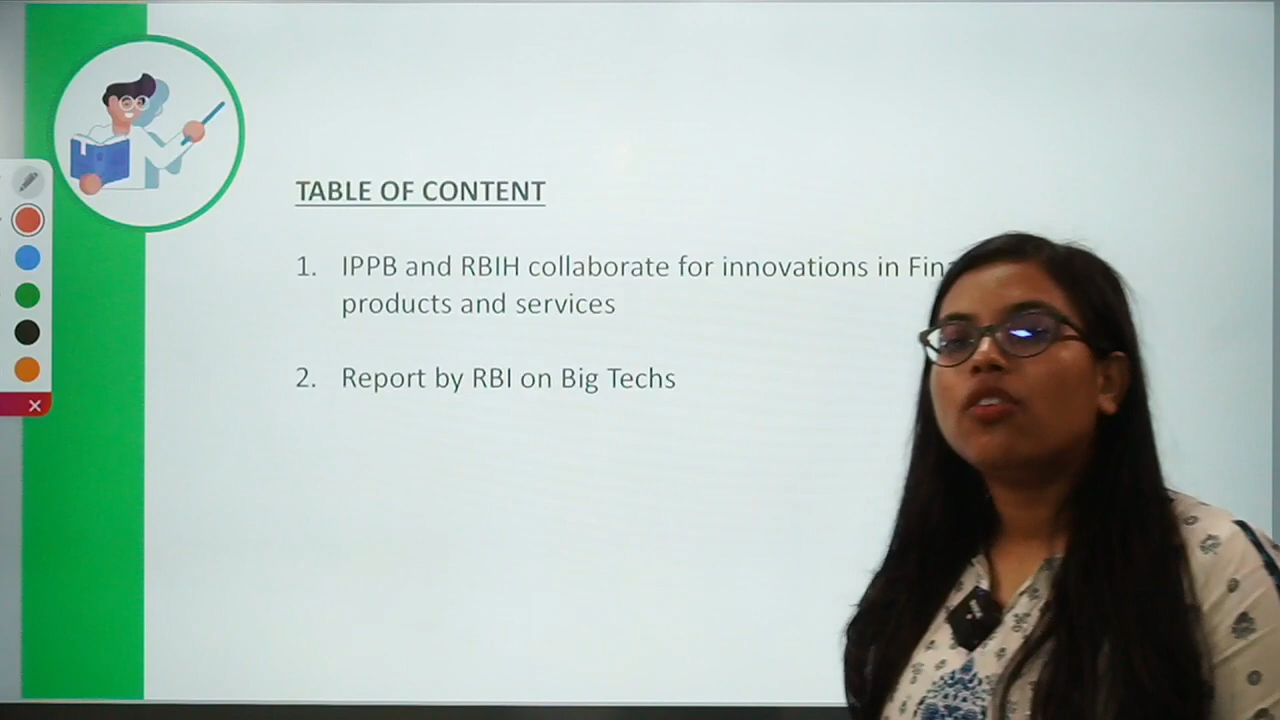 TABLE OF CONTENT
1. IPPB and RBIH collaborate for innovations in
products and services
2. Report by RBI on Big Techs